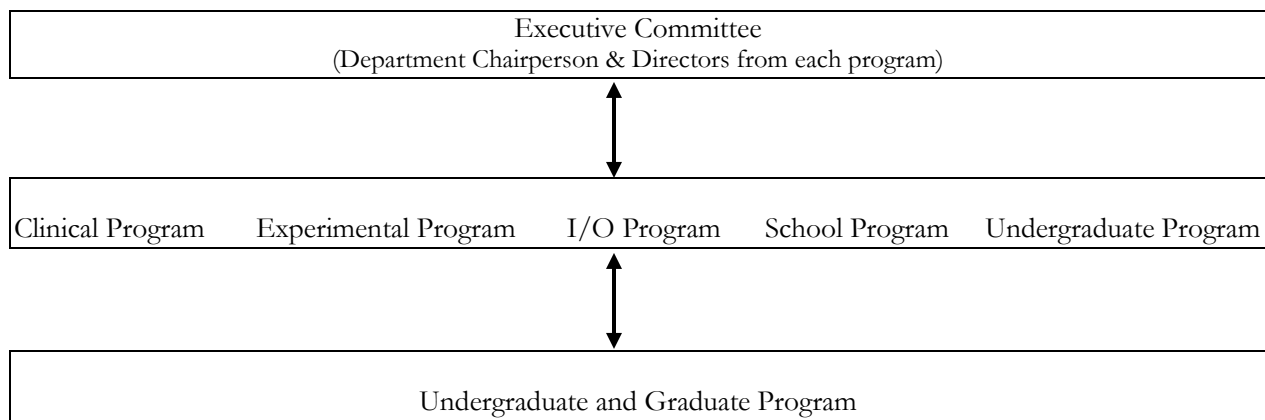 Executive Committee
(Department Chairperson & Directors from each program)
Clinical Program Experimental Program I/O Program School Program Undergraduate Program
Undergraduate and Graduate Program